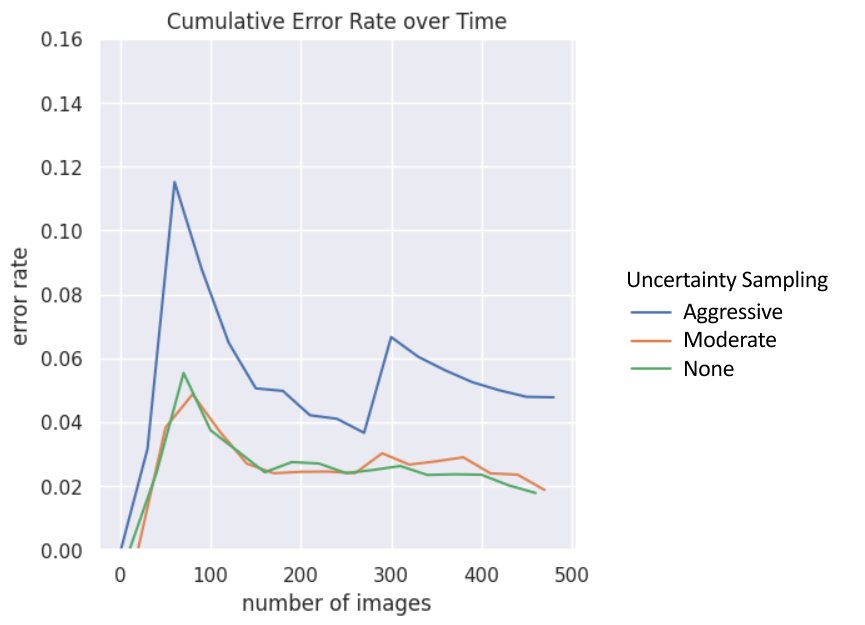 Cumulative Error Rate over Time
0.16
0.14
0.12
0.10
0.08
0.06
0.04
0.02
0.00
error rate
0 100 200 300 400 500
number of images
Uncertainty Sampling
Aggressive
Moderate
None